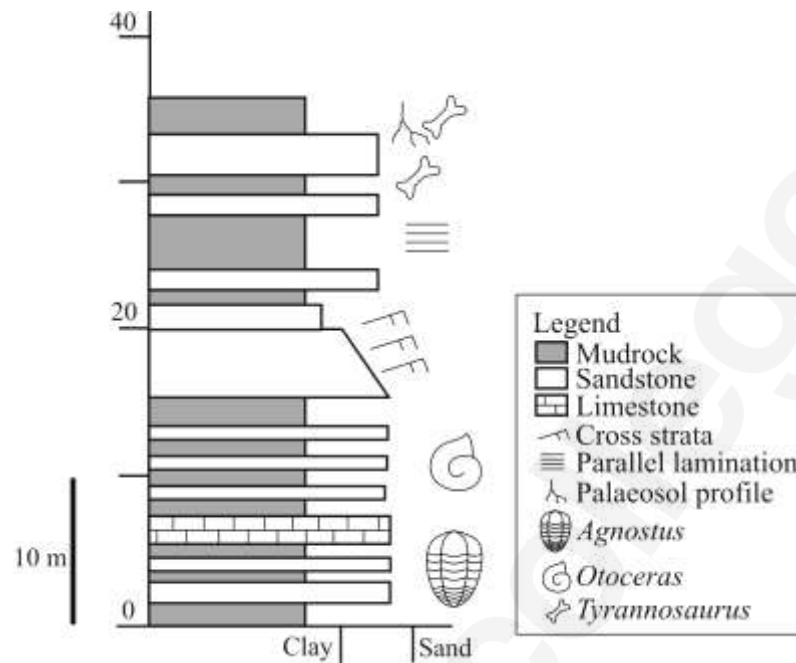 40
20
0
10 m
Clay
Sand
Legend
Mudrock
Sandstone
Limestone
Cross strata
Parallel lamination
Palaeosol profile
Agnostus
Otoceras
Tyrannosaurus